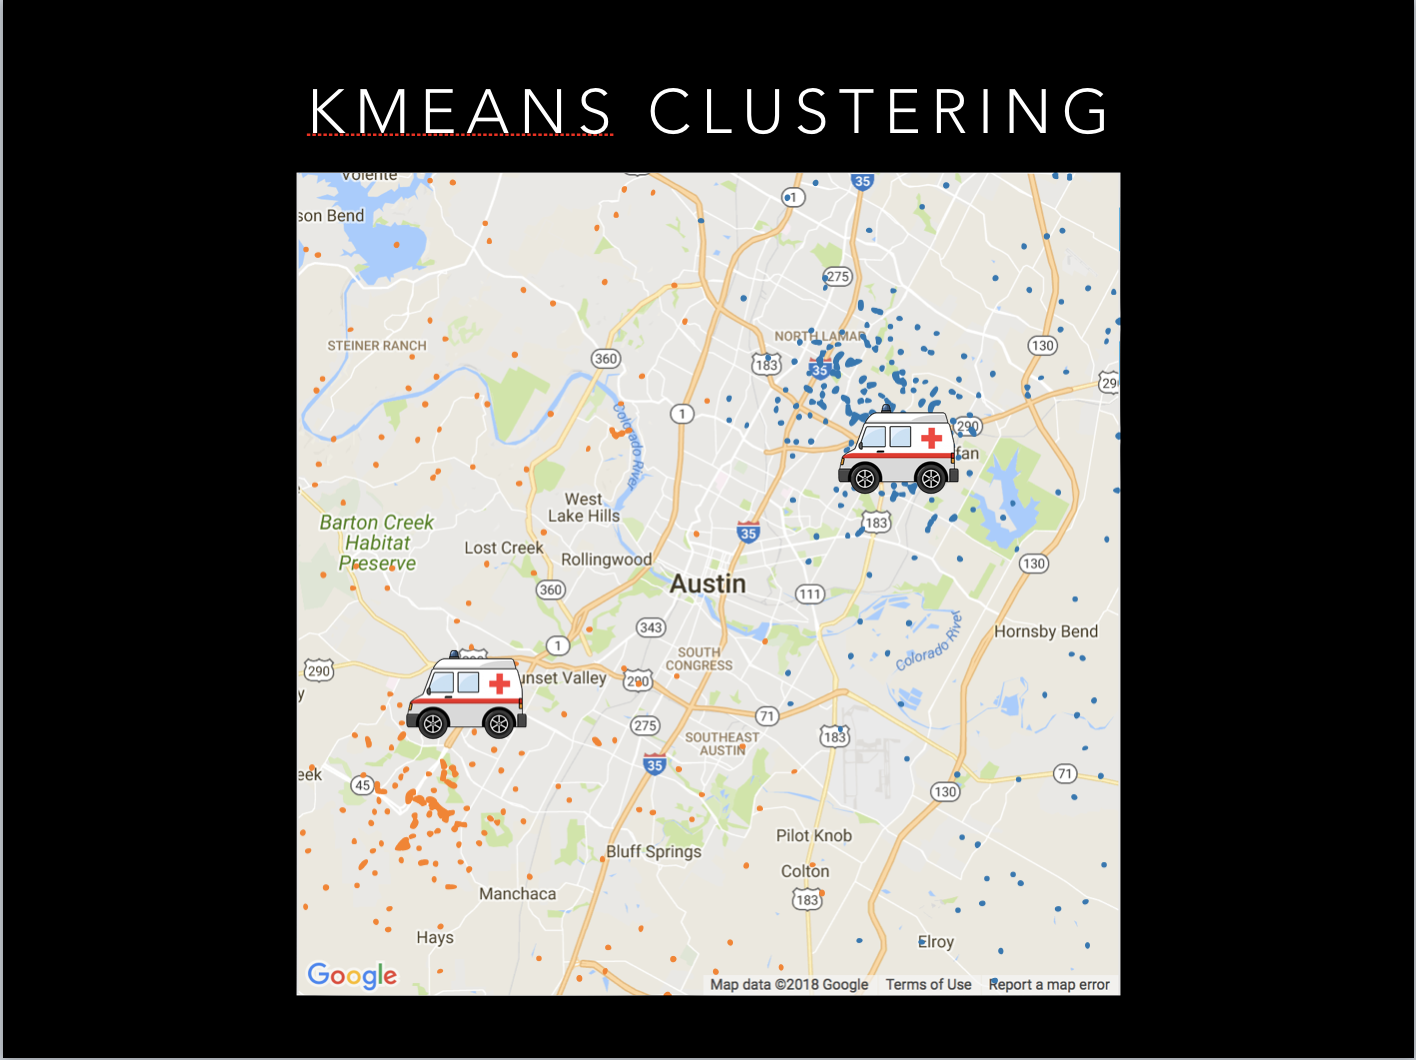 KMEANS CLUSTERING
Volente
35
1
son Bend
275
NORTH LAMAR
STEINER RANCH
130
360
183
35
29
1
Colorado River
290
fan
West
Lake Hills
Barton Creek
Habitat
Preserve
183
35
Lost Creek
Rollingwood
130
Austin
360
111
343
Hornsby Bend
Colorado River
1
SOUTH
CONGRESS
290
unset Valley
290
y
71
275
SOUTHEAST
AUSTIN
183
35
eek
45
71
130
Pilot Knob
Bluff Springs
Colton
Manchaca
183
Hays
Elroy
Google
Map data ©2018 Google
Terms of Use
Report a map error